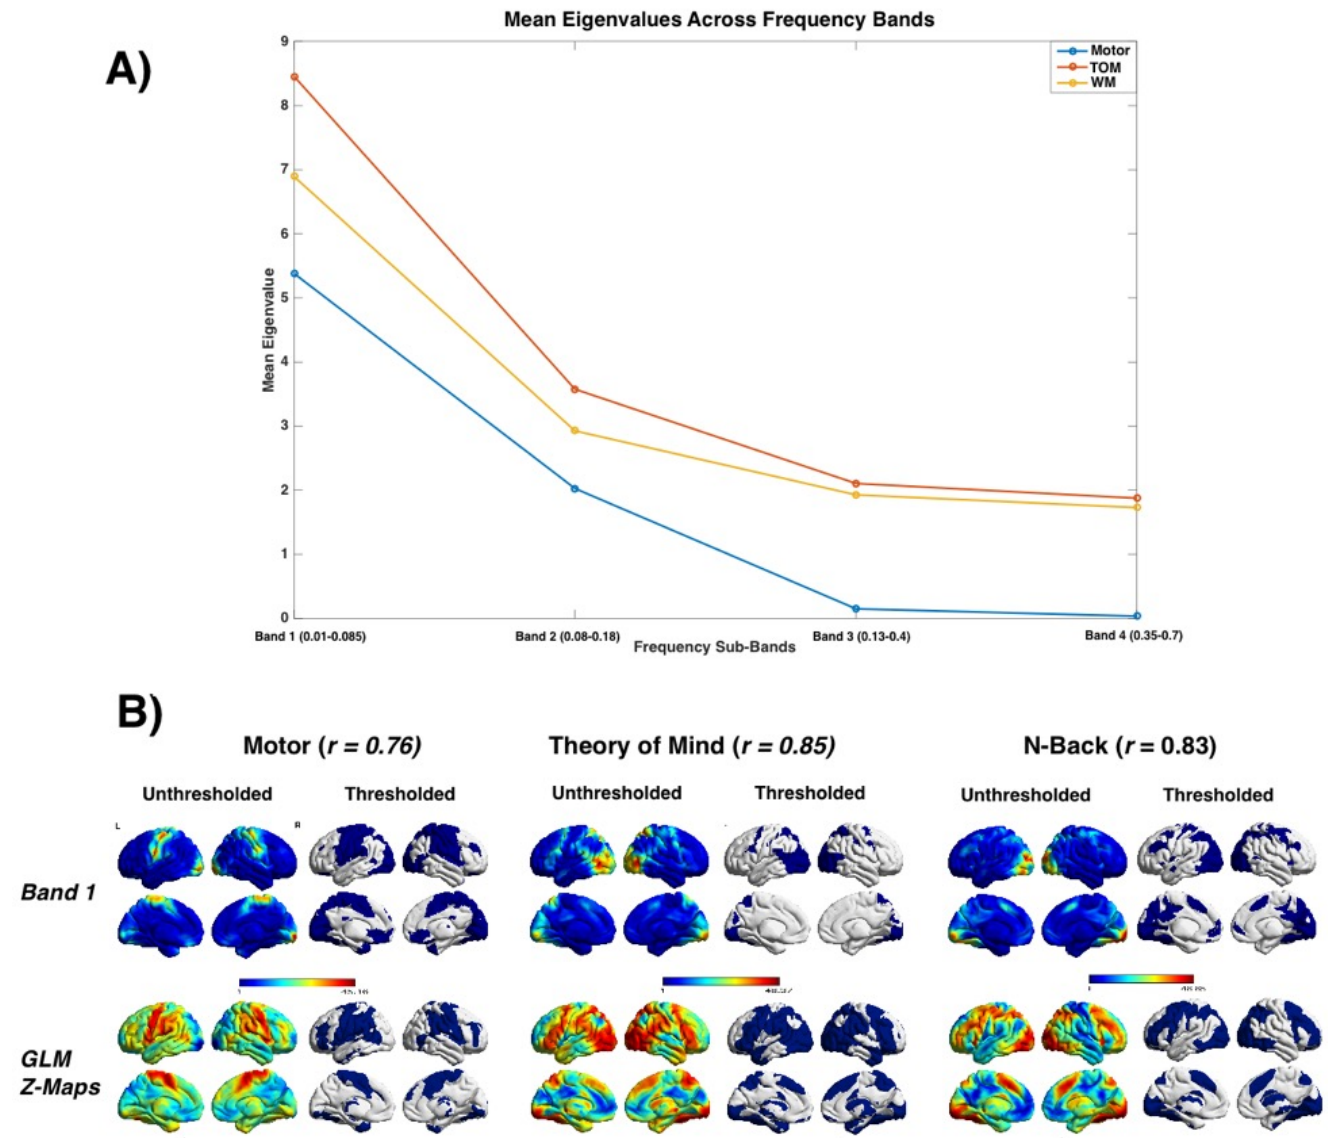 Mean Eigenvalues Across Frequency Bands
A)
Motor
TOM
WM
9
8
7
6
5
4
3
2
1
0
Mean Eigenvalue
Band 1 (0.01-0.085)
Band 2 (0.08-0.18)
Band 3 (0.13-0.4)
Band 4 (0.35-0.7)
Frequency Sub-Bands
B)
Motor (r = 0.76)
Theory of Mind (r = 0.85)
N-Back (r = 0.83)
Unthresholded
Thresholded
Unthresholded
Thresholded
Unthresholded
Thresholded
L
R
Band 1
1
1
GLM
Z-Maps